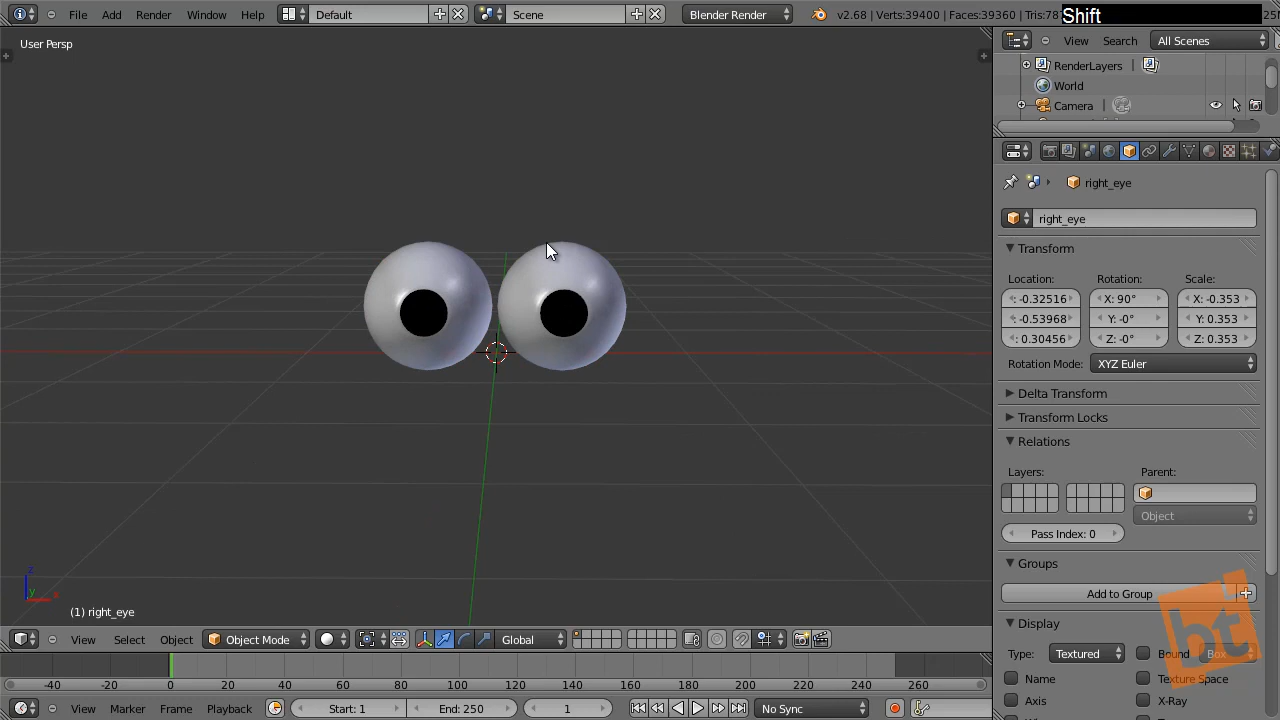 File Add Render Window Help Default Scene Blender Render v2.68 | Verts:39400 | Faces:39360 | Tris:78 Shift
User Persp
View Search All Scenes
RenderLayers
World
Camera
right_eye
right_eye
Transform
Location: Rotation: Scale:
: -0.32516 X: 90° X: -0.353
: -0.53968 Y: -0° Y: 0.353
: 0.30456 Z: -0° Z: 0.353
Rotation Mode: XYZ Euler
Delta Transform
Transform Locks
Relations
Layers: Parent:
Object
Pass Index: 0
Groups
Add to Group
Display
Type: Textured Bound Box
Name Texture Space
Axis X-Ray
bt
z
y
x
(1) right_eye
View Select Object Object Mode Global
-40 -20 0 20 40 60 80 100 120 140 160 180 200 220 240 260
View Marker Frame Playback Start: 1 End: 250 1 No Sync